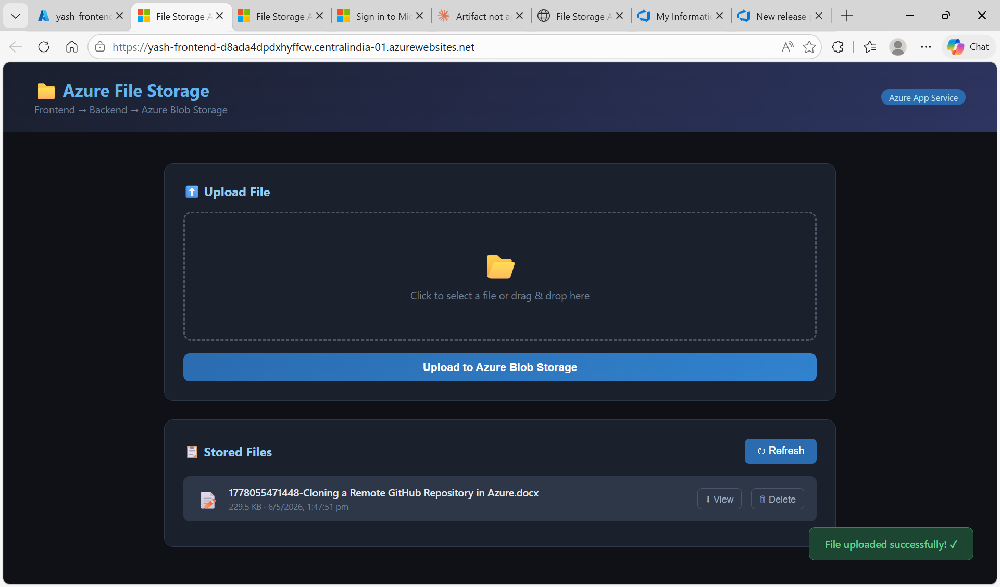 yash-frontend
File Storage A
File Storage A
Sign in to Mic
Artifact not a
File Storage A
My Informatio
New release
https://yash-frontend-d8ada4dpdxhyffcw.centralindia-01.azurewebsites.net
Chat
Azure File Storage
Frontend → Backend → Azure Blob Storage
Azure App Service
Upload File
Click to select a file or drag & drop here
Upload to Azure Blob Storage
Stored Files
↻ Refresh
1778055471448-Cloning a Remote GitHub Repository in Azure.docx
229.5 KB · 6/5/2026, 1:47:51 pm
⬇ View
🗑 Delete
File uploaded successfully! ✓